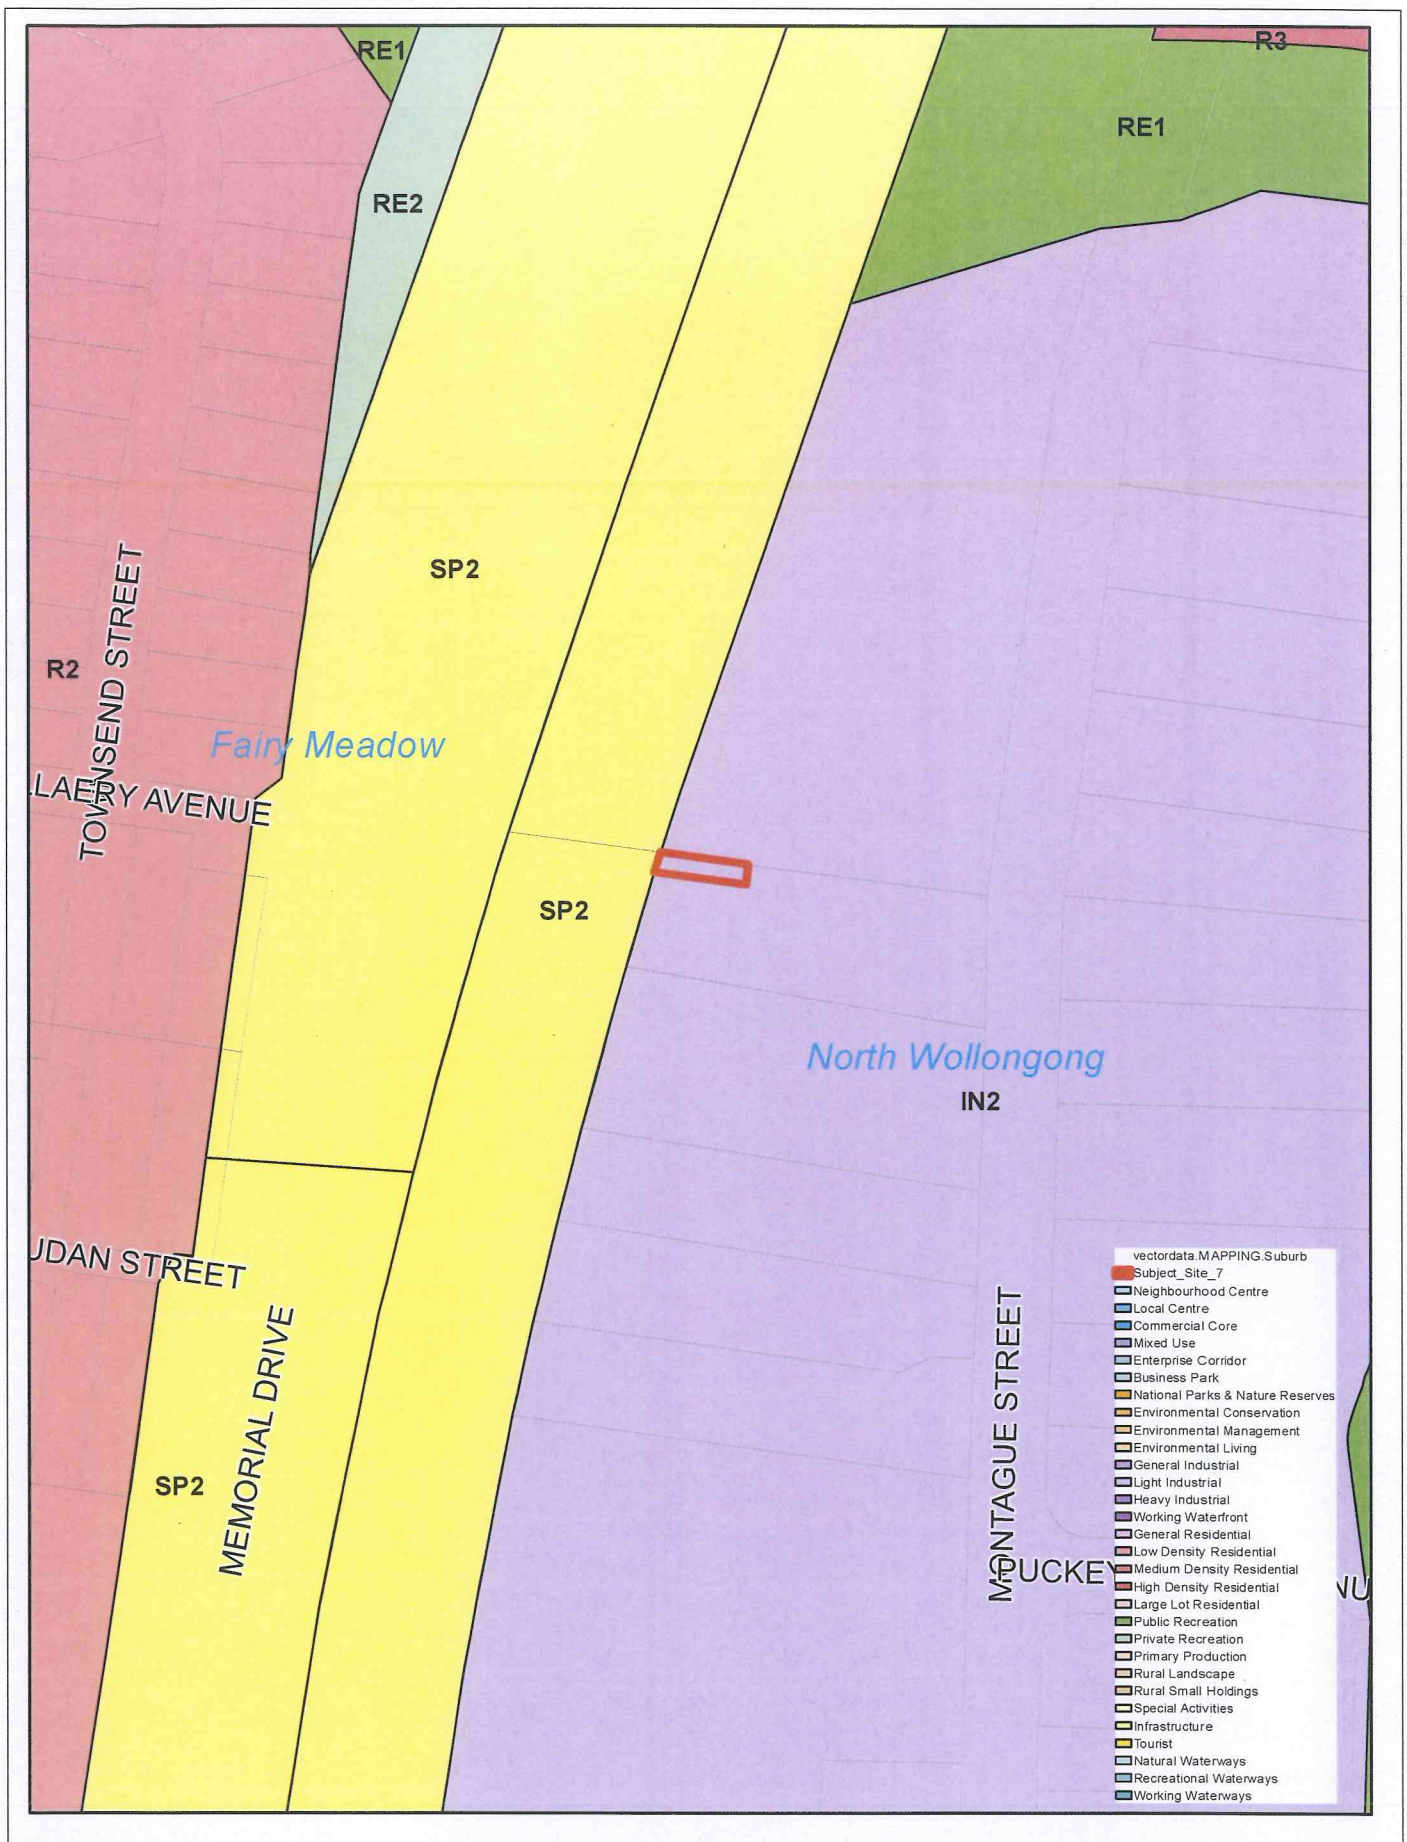 RE1
R3
RE1
RE2
SP2
TOWNSEND STREET
R2
Fairy Meadow
LLAERY AVENUE
SP2
North Wollongong
IN2
UDAN STREET
MEMORIAL DRIVE
SP2
MONTAGUE STREET
PUCKEY
NU
vectordata.MAPPING.Suburb
Subject_Site_7
Neighbourhood Centre
Local Centre
Commercial Core
Mixed Use
Enterprise Corridor
Business Park
National Parks & Nature Reserves
Environmental Conservation
Environmental Management
Environmental Living
General Industrial
Light Industrial
Heavy Industrial
Working Waterfront
General Residential
Low Density Residential
Medium Density Residential
High Density Residential
Large Lot Residential
Public Recreation
Private Recreation
Primary Production
Rural Landscape
Rural Small Holdings
Special Activities
Infrastructure
Tourist
Natural Waterways
Recreational Waterways
Working Waterways